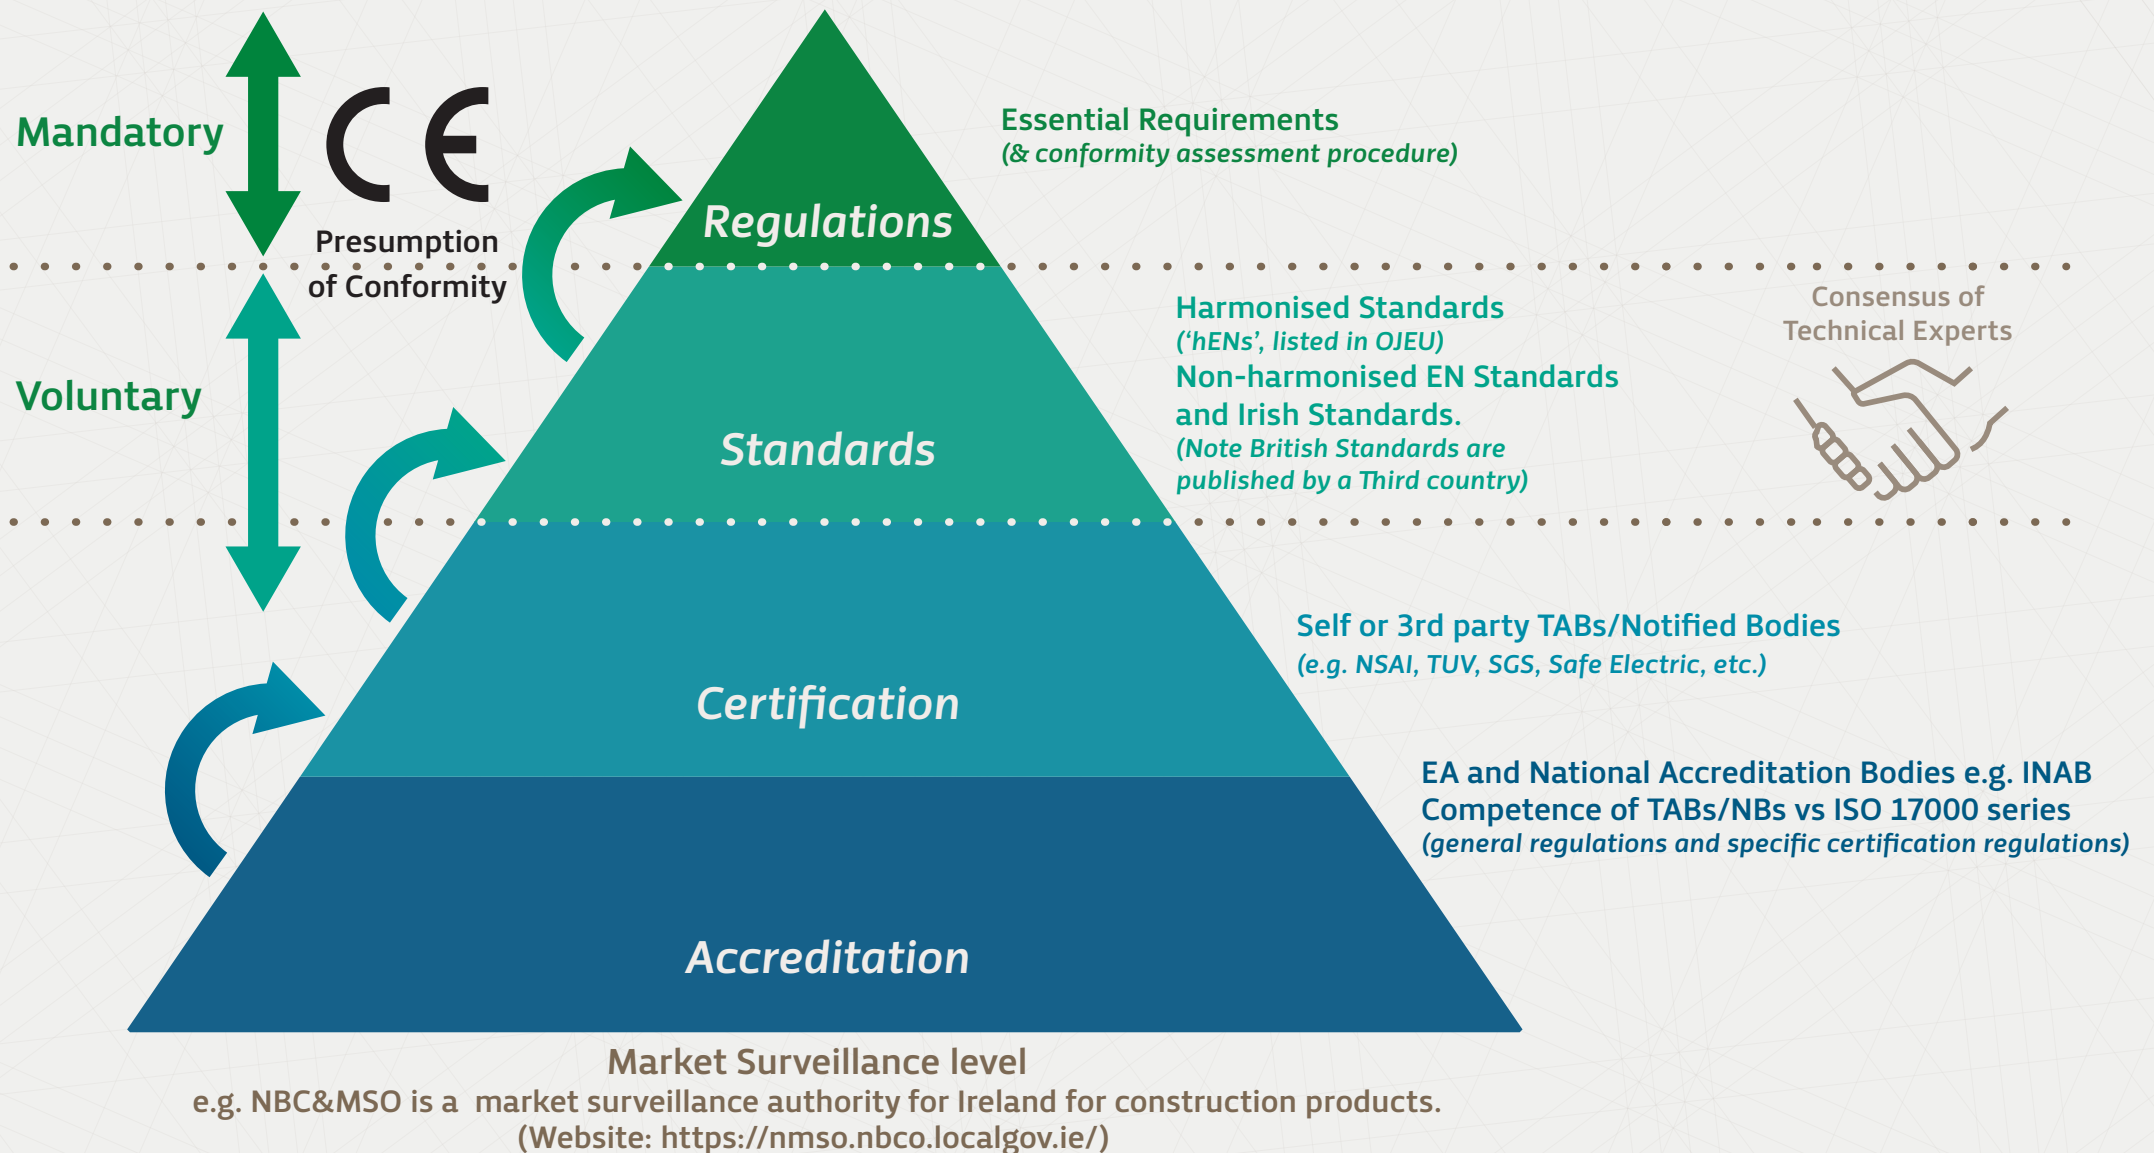 Mandatory
CE
Presumption
of Conformity
Regulations
Essential Requirements
(& conformity assessment procedure)
Voluntary
Standards
Harmonised Standards
(‘hENs’, listed in OJEU)
Non-harmonised EN Standards
and Irish Standards.
(Note British Standards are
published by a Third country)
Consensus of
Technical Experts
Certification
Self or 3rd party TABs/Notified Bodies
(e.g. NSAI, TUV, SGS, Safe Electric, etc.)
Accreditation
EA and National Accreditation Bodies e.g. INAB
Competence of TABs/NBs vs ISO 17000 series
(general regulations and specific certification regulations)
Market Surveillance level
e.g. NBC&MSO is a  market surveillance authority for Ireland for construction products.
(Website: https://nmso.nbco.localgov.ie/)